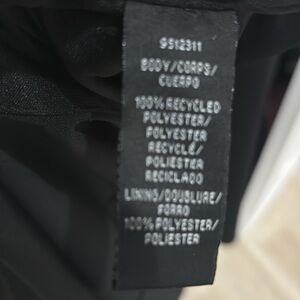 9512311
BODY/CORPS/
CUERPO
100% RECYCLED
POLYESTER/
POLYESTER
RECYCLÉ/
POLIESTER
RECICLADO
LINING/DOUBLURE/
FORRO
100% POLYESTER/
POLIESTER